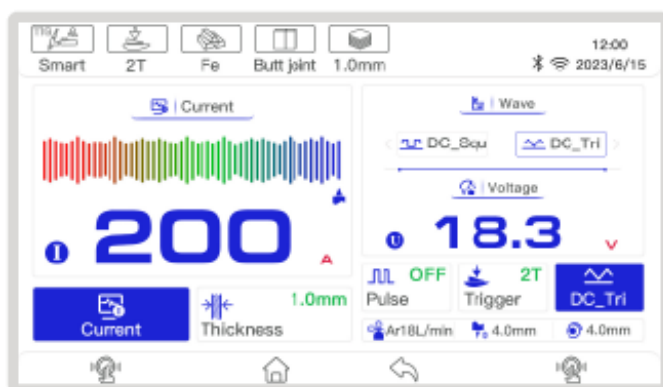 TIG
Smart 2T Fe Butt joint 1.0mm
12:00
2023/6/15
Current
Wave
DC_Squ DC_Tri
Voltage
I 200 A
U 18.3 V
OFF 2T
Pulse Trigger DC_Tri
1.0mm
Current Thickness
Ar18L/min 4.0mm 4.0mm